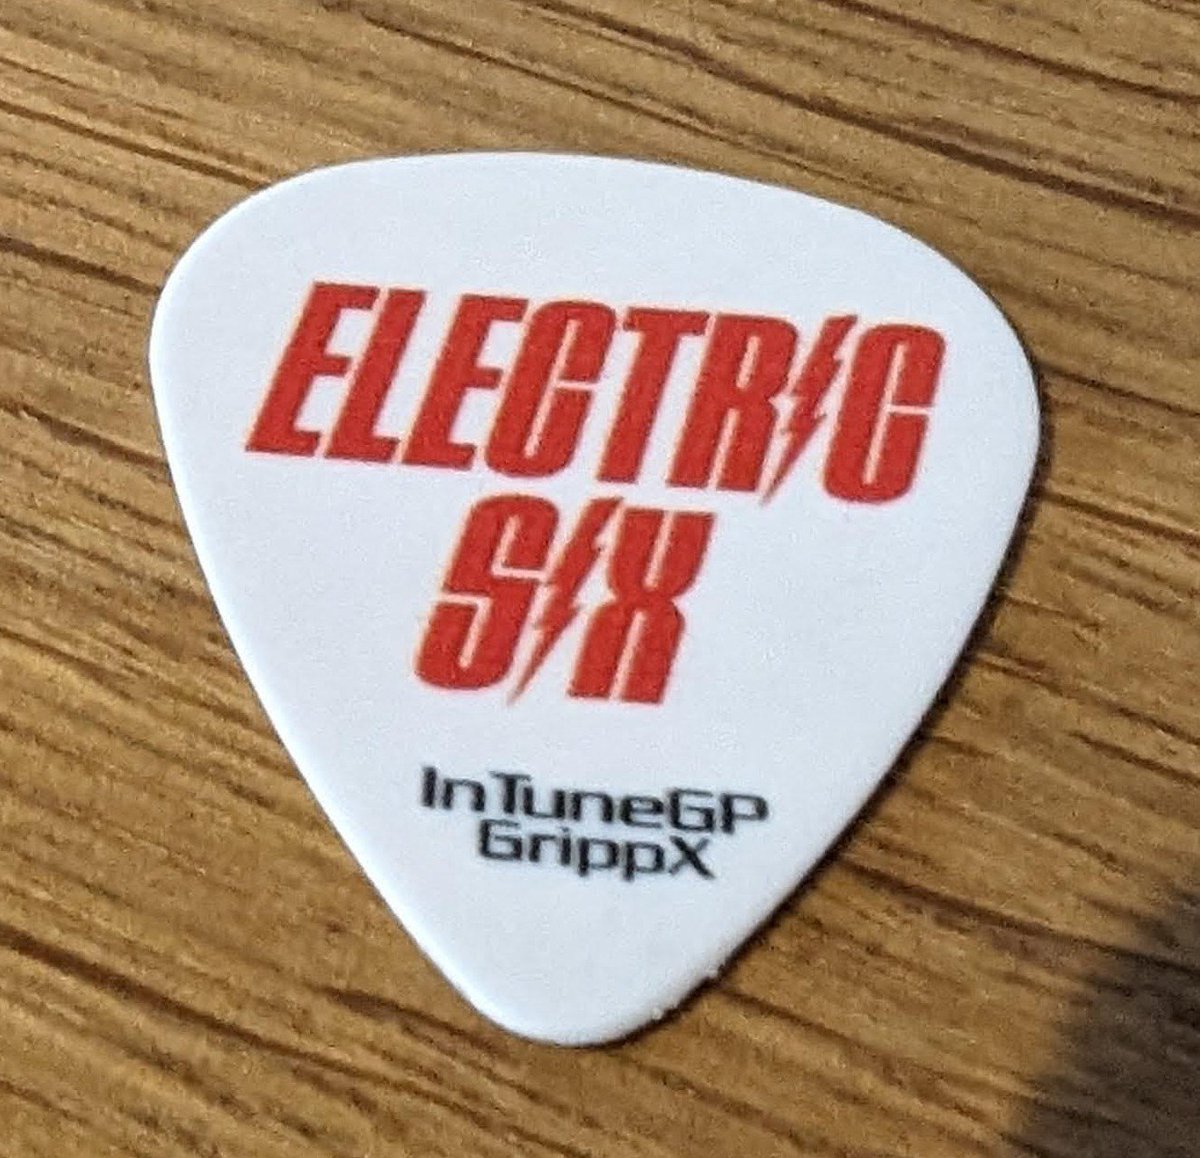 ELECTRIC
SIX
InTuneGP
GrippX